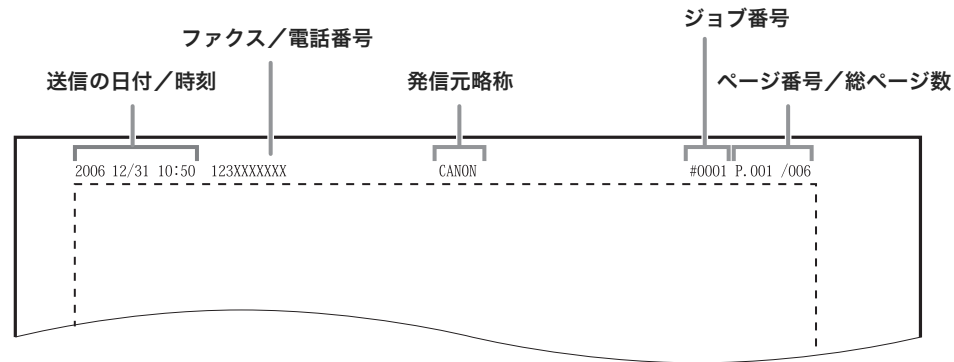 ジョブ番号
ファクス／電話番号
送信の日付／時刻
発信元略称
ページ番号／総ページ数
2006 12/31 10:50 123XXXXXXX CANON #0001 P.001 /006